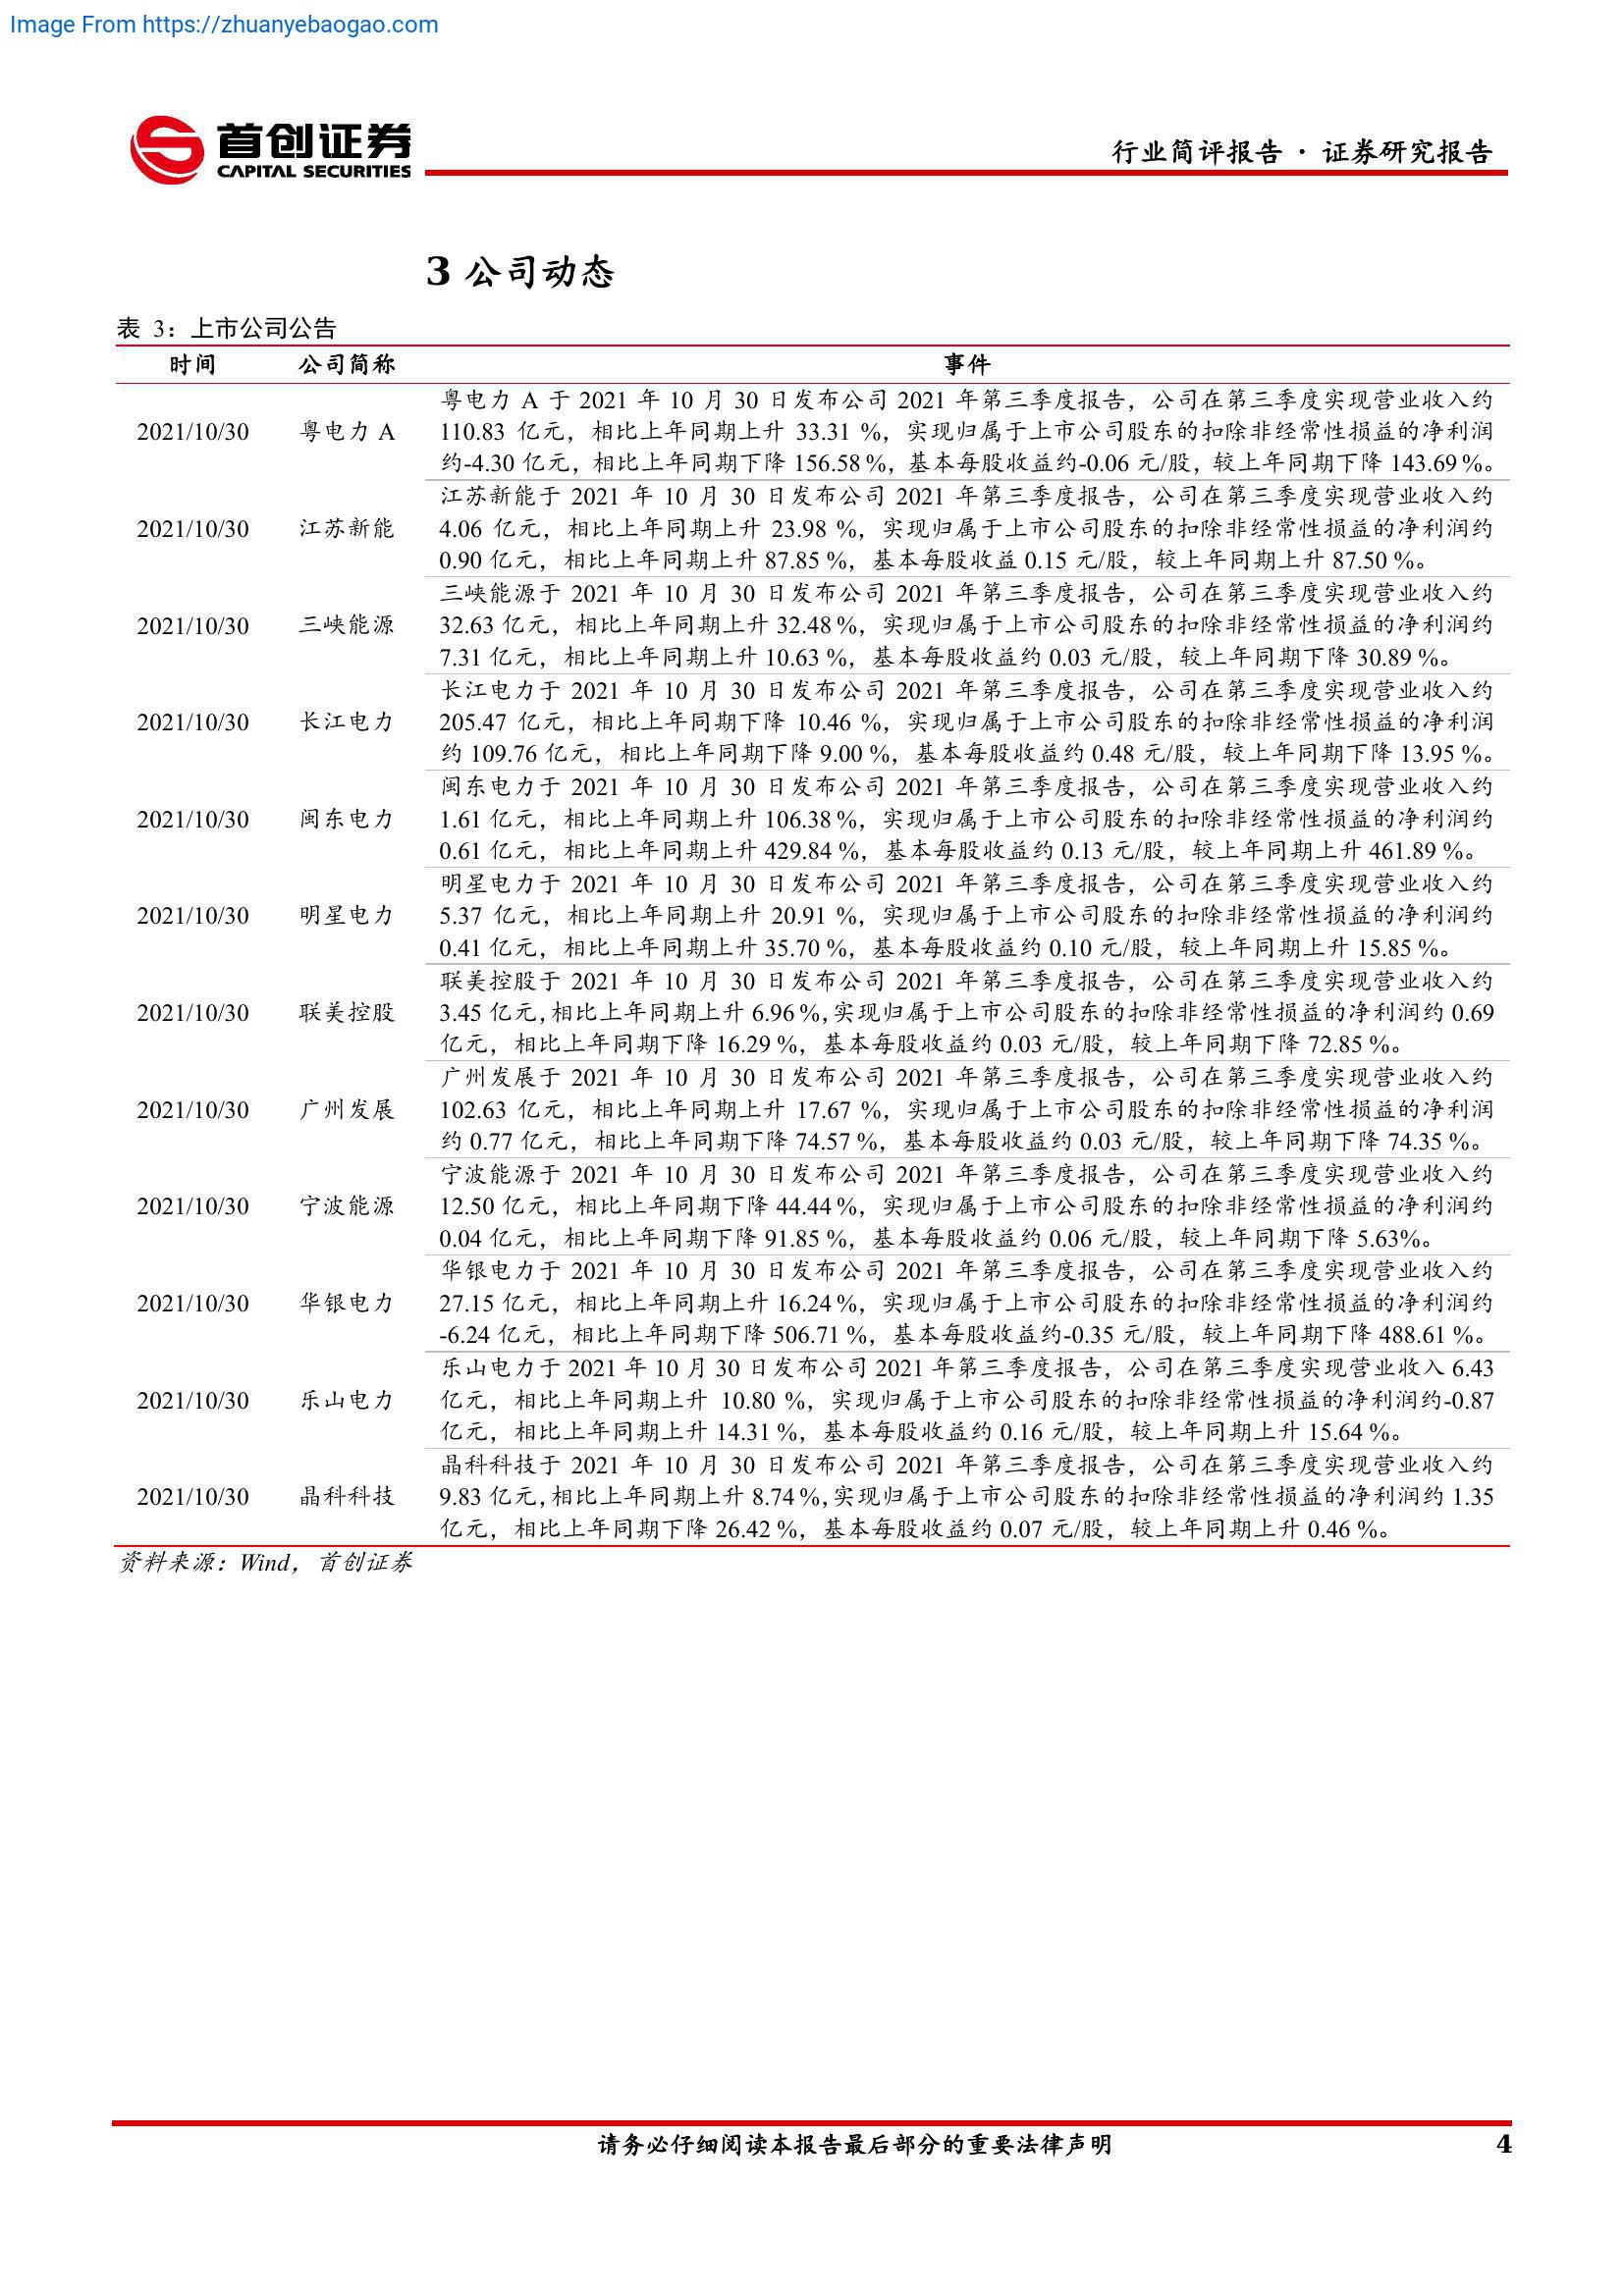 Image From https://zhuanyebaogao.com
首创证券
CAPITAL SECURITIES
行业简评报告 · 证券研究报告
3 公司动态
表 3：上市公司公告
时间 公司简称 事件
粤电力 A 于 2021 年 10 月 30 日发布公司 2021 年第三季度报告，公司在第三季度实现营业收入约
2021/10/30 粤电力 A 110.83 亿元，相比上年同期上升 33.31 %，实现归属于上市公司股东的扣除非经常性损益的净利润
约-4.30 亿元，相比上年同期下降 156.58 %，基本每股收益约-0.06 元/股，较上年同期下降 143.69 %。
江苏新能于 2021 年 10 月 30 日发布公司 2021 年第三季度报告，公司在第三季度实现营业收入约
2021/10/30 江苏新能 4.06 亿元，相比上年同期上升 23.98 %，实现归属于上市公司股东的扣除非经常性损益的净利润约
0.90 亿元，相比上年同期上升 87.85 %，基本每股收益 0.15 元/股，较上年同期上升 87.50 %。
三峡能源于 2021 年 10 月 30 日发布公司 2021 年第三季度报告，公司在第三季度实现营业收入约
2021/10/30 三峡能源 32.63 亿元，相比上年同期上升 32.48 %，实现归属于上市公司股东的扣除非经常性损益的净利润约
7.31 亿元，相比上年同期上升 10.63 %，基本每股收益约 0.03 元/股，较上年同期下降 30.89 %。
长江电力于 2021 年 10 月 30 日发布公司 2021 年第三季度报告，公司在第三季度实现营业收入约
2021/10/30 长江电力 205.47 亿元，相比上年同期下降 10.46 %，实现归属于上市公司股东的扣除非经常性损益的净利润
约 109.76 亿元，相比上年同期下降 9.00 %，基本每股收益约 0.48 元/股，较上年同期下降 13.95 %。
闽东电力于 2021 年 10 月 30 日发布公司 2021 年第三季度报告，公司在第三季度实现营业收入约
2021/10/30 闽东电力 1.61 亿元，相比上年同期上升 106.38 %，实现归属于上市公司股东的扣除非经常性损益的净利润约
0.61 亿元，相比上年同期上升 429.84 %，基本每股收益约 0.13 元/股，较上年同期上升 461.89 %。
明星电力于 2021 年 10 月 30 日发布公司 2021 年第三季度报告，公司在第三季度实现营业收入约
2021/10/30 明星电力 5.37 亿元，相比上年同期上升 20.91 %，实现归属于上市公司股东的扣除非经常性损益的净利润约
0.41 亿元，相比上年同期上升 35.70 %，基本每股收益约 0.10 元/股，较上年同期上升 15.85 %。
联美控股于 2021 年 10 月 30 日发布公司 2021 年第三季度报告，公司在第三季度实现营业收入约
2021/10/30 联美控股 3.45 亿元，相比上年同期上升 6.96 %，实现归属于上市公司股东的扣除非经常性损益的净利润约 0.69
亿元，相比上年同期下降 16.29 %，基本每股收益约 0.03 元/股，较上年同期下降 72.85 %。
广州发展于 2021 年 10 月 30 日发布公司 2021 年第三季度报告，公司在第三季度实现营业收入约
2021/10/30 广州发展 102.63 亿元，相比上年同期上升 17.67 %，实现归属于上市公司股东的扣除非经常性损益的净利润
约 0.77 亿元，相比上年同期下降 74.57 %，基本每股收益约 0.03 元/股，较上年同期下降 74.35 %。
宁波能源于 2021 年 10 月 30 日发布公司 2021 年第三季度报告，公司在第三季度实现营业收入约
2021/10/30 宁波能源 12.50 亿元，相比上年同期下降 44.44 %，实现归属于上市公司股东的扣除非经常性损益的净利润约
0.04 亿元，相比上年同期下降 91.85 %，基本每股收益约 0.06 元/股，较上年同期下降 5.63%。
华银电力于 2021 年 10 月 30 日发布公司 2021 年第三季度报告，公司在第三季度实现营业收入约
2021/10/30 华银电力 27.15 亿元，相比上年同期上升 16.24 %，实现归属于上市公司股东的扣除非经常性损益的净利润约
-6.24 亿元，相比上年同期下降 506.71 %，基本每股收益约-0.35 元/股，较上年同期下降 488.61 %。
乐山电力于 2021 年 10 月 30 日发布公司 2021 年第三季度报告，公司在第三季度实现营业收入 6.43
2021/10/30 乐山电力 亿元，相比上年同期上升 10.80 %，实现归属于上市公司股东的扣除非经常性损益的净利润约-0.87
亿元，相比上年同期上升 14.31 %，基本每股收益约 0.16 元/股，较上年同期上升 15.64 %。
晶科科技于 2021 年 10 月 30 日发布公司 2021 年第三季度报告，公司在第三季度实现营业收入约
2021/10/30 晶科科技 9.83 亿元，相比上年同期上升 8.74 %，实现归属于上市公司股东的扣除非经常性损益的净利润约 1.35
亿元，相比上年同期下降 26.42 %，基本每股收益约 0.07 元/股，较上年同期上升 0.46 %。
资料来源：Wind，首创证券
请务必仔细阅读本报告最后部分的重要法律声明 4